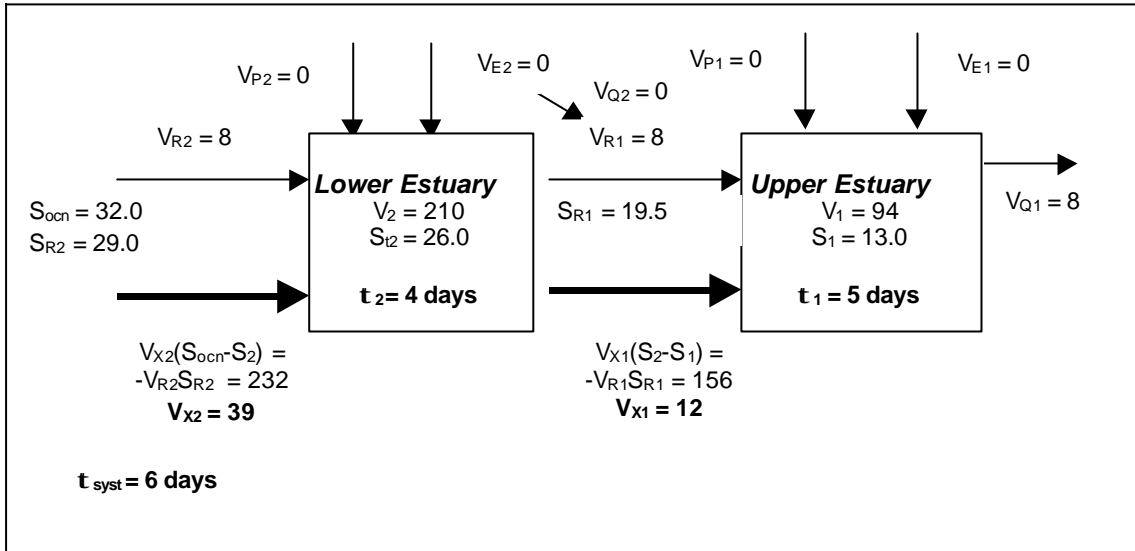 V_P2 = 0
V_E2 = 0
V_Q2 = 0
V_P1 = 0
V_E1 = 0
V_R2 = 8
V_R1 = 8
S_ocn = 32.0
S_R2 = 29.0
Lower Estuary
V_2 = 210
S_t2 = 26.0
t_2 = 4 days
S_R1 = 19.5
Upper Estuary
V_1 = 94
S_1 = 13.0
t_1 = 5 days
V_Q1 = 8
V_X2(S_ocn-S_2) =
-V_R2S_R2 = 232
V_X2 = 39
V_X1(S_2-S_1) =
-V_R1S_R1 = 156
V_X1 = 12
t_syst = 6 days